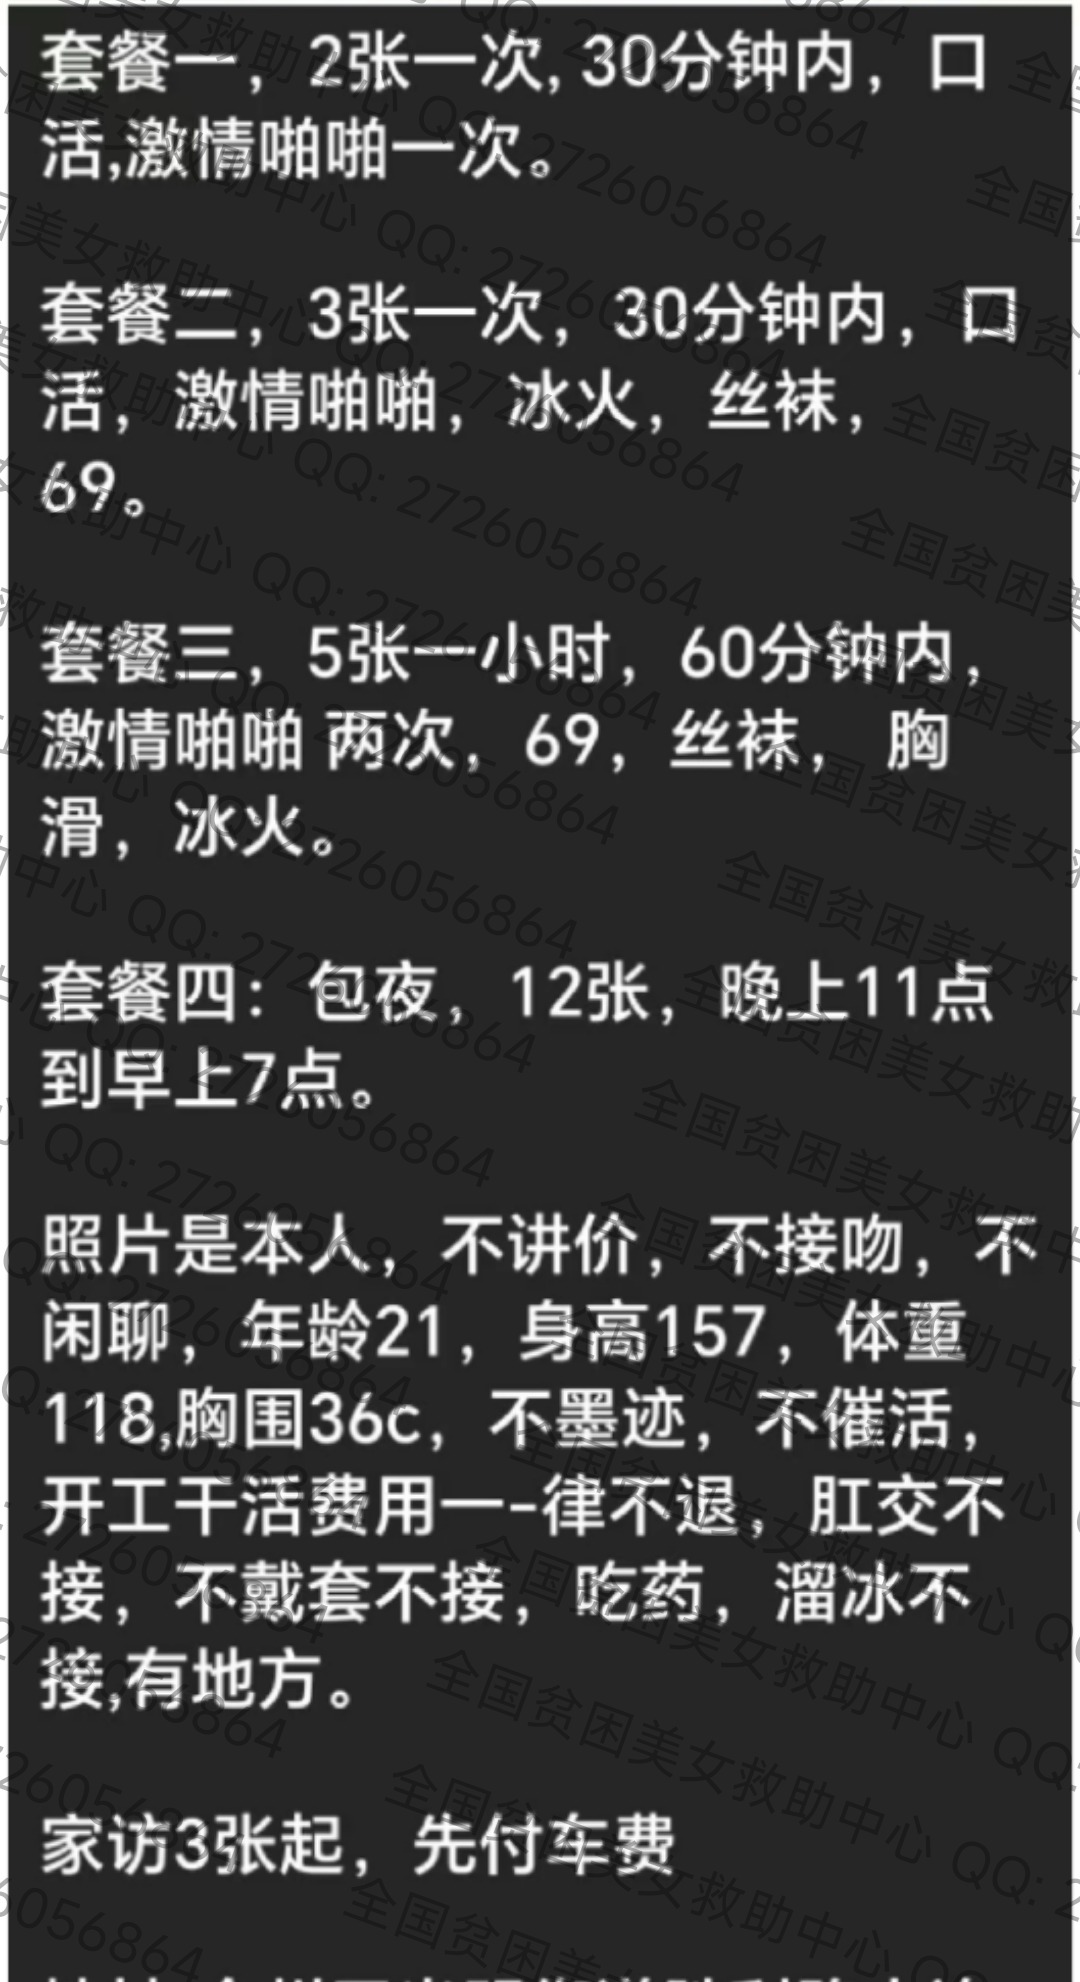 套餐一，2张一次,30分钟内，口
活,激情啪啪一次。
套餐二，3张一次，30分钟内，口
活，激情啪啪，冰火，丝袜，
69。
套餐三，5张一小时，60分钟内，
激情啪啪 两次，69，丝袜， 胸
滑，冰火。
套餐四：包夜，12张，晚上11点
到早上7点。
照片是本人，不讲价，不接吻，不
闲聊，年龄21，身高157，体重
118,胸围36c，不墨迹，不催活，
开工干活费用一-律不退，肛交不
接，不戴套不接，吃药，溜冰不
接,有地方。
家访3张起，先付车费
全国贫困美女救助中心 QQ: 2726056864